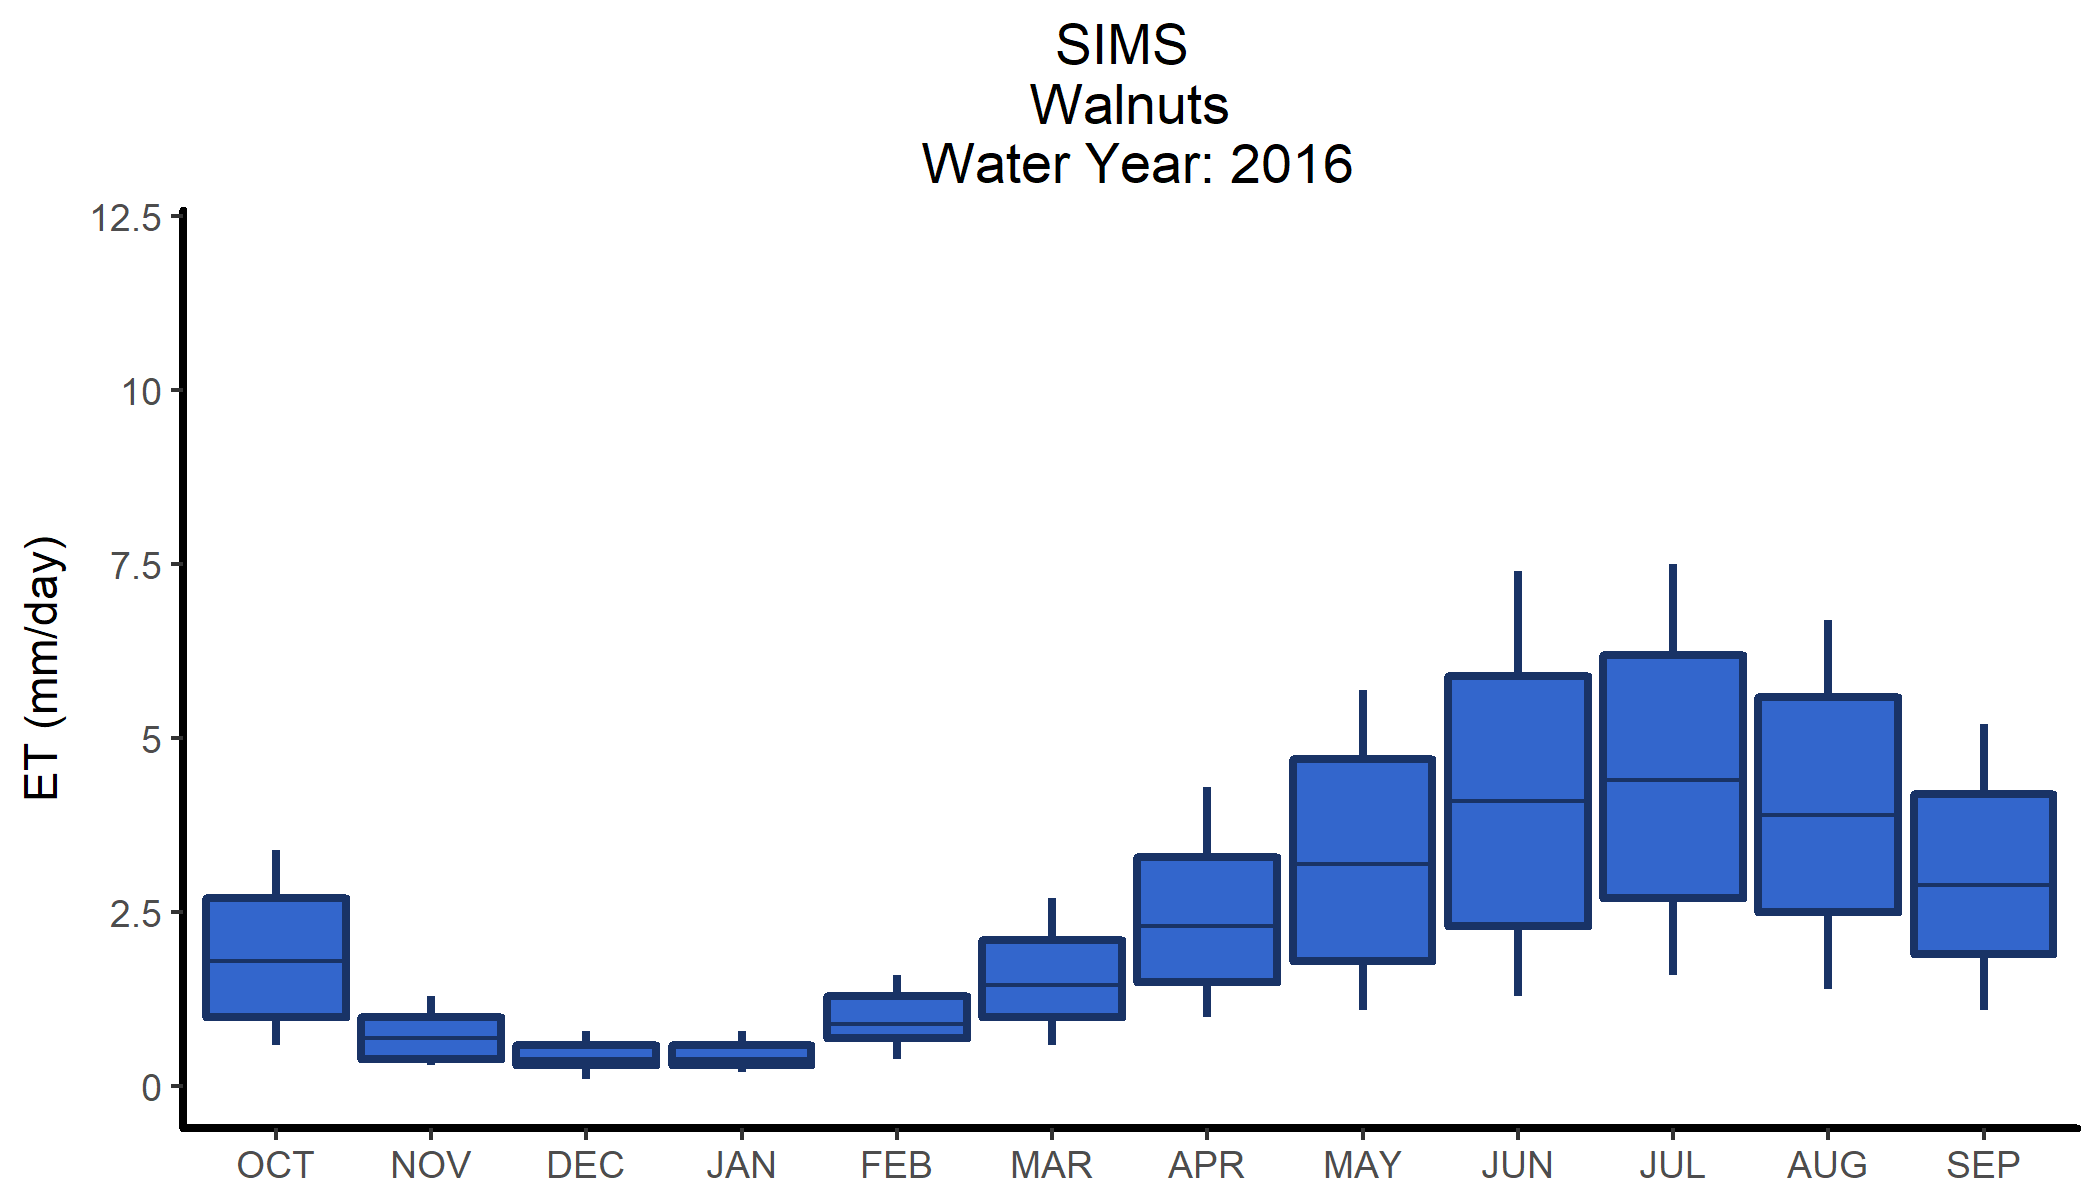 SIMS
Walnuts
Water Year: 2016
12.5
10
7.5
5
2.5
0
ET (mm/day)
OCT NOV DEC JAN FEB MAR APR MAY JUN JUL AUG SEP